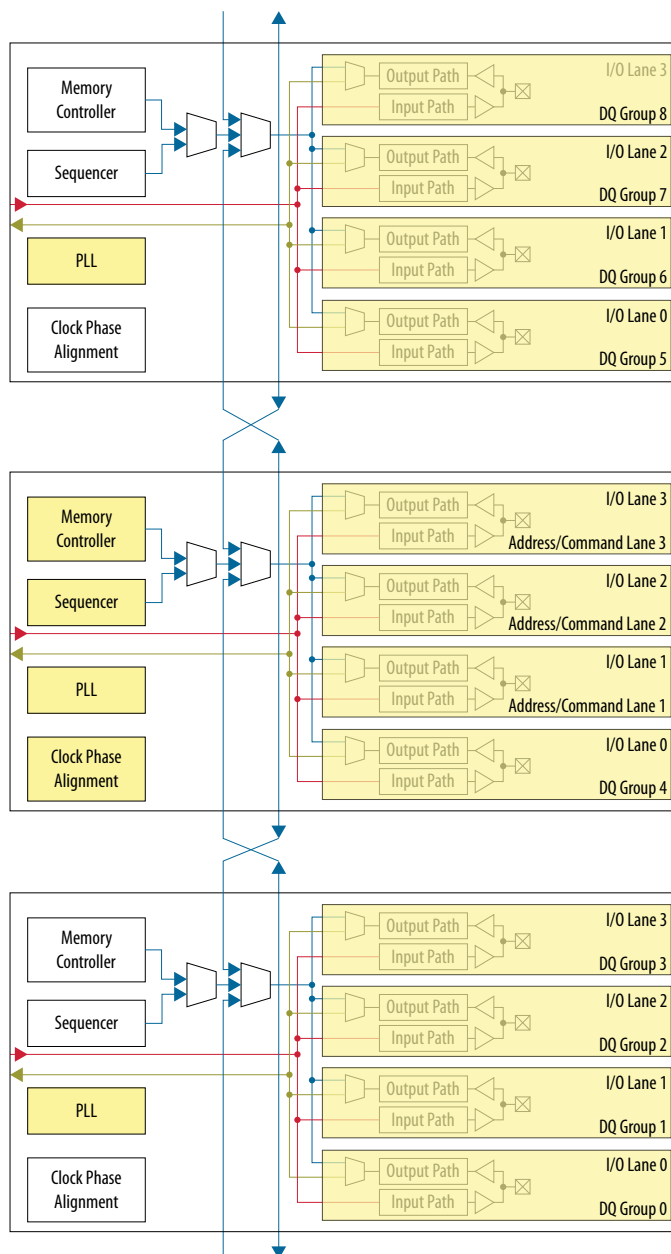 Memory
Controller
Sequencer
PLL
Clock Phase
Alignment
Output Path
Input Path
I/O Lane 3
DQ Group 8
Output Path
Input Path
I/O Lane 2
DQ Group 7
Output Path
Input Path
I/O Lane 1
DQ Group 6
Output Path
Input Path
I/O Lane 0
DQ Group 5
Memory
Controller
Sequencer
PLL
Clock Phase
Alignment
Output Path
Input Path
I/O Lane 3
Address/Command Lane 3
Output Path
Input Path
I/O Lane 2
Address/Command Lane 2
Output Path
Input Path
I/O Lane 1
Address/Command Lane 1
Output Path
Input Path
I/O Lane 0
DQ Group 4
Memory
Controller
Sequencer
PLL
Clock Phase
Alignment
Output Path
Input Path
I/O Lane 3
DQ Group 3
Output Path
Input Path
I/O Lane 2
DQ Group 2
Output Path
Input Path
I/O Lane 1
DQ Group 1
Output Path
Input Path
I/O Lane 0
DQ Group 0